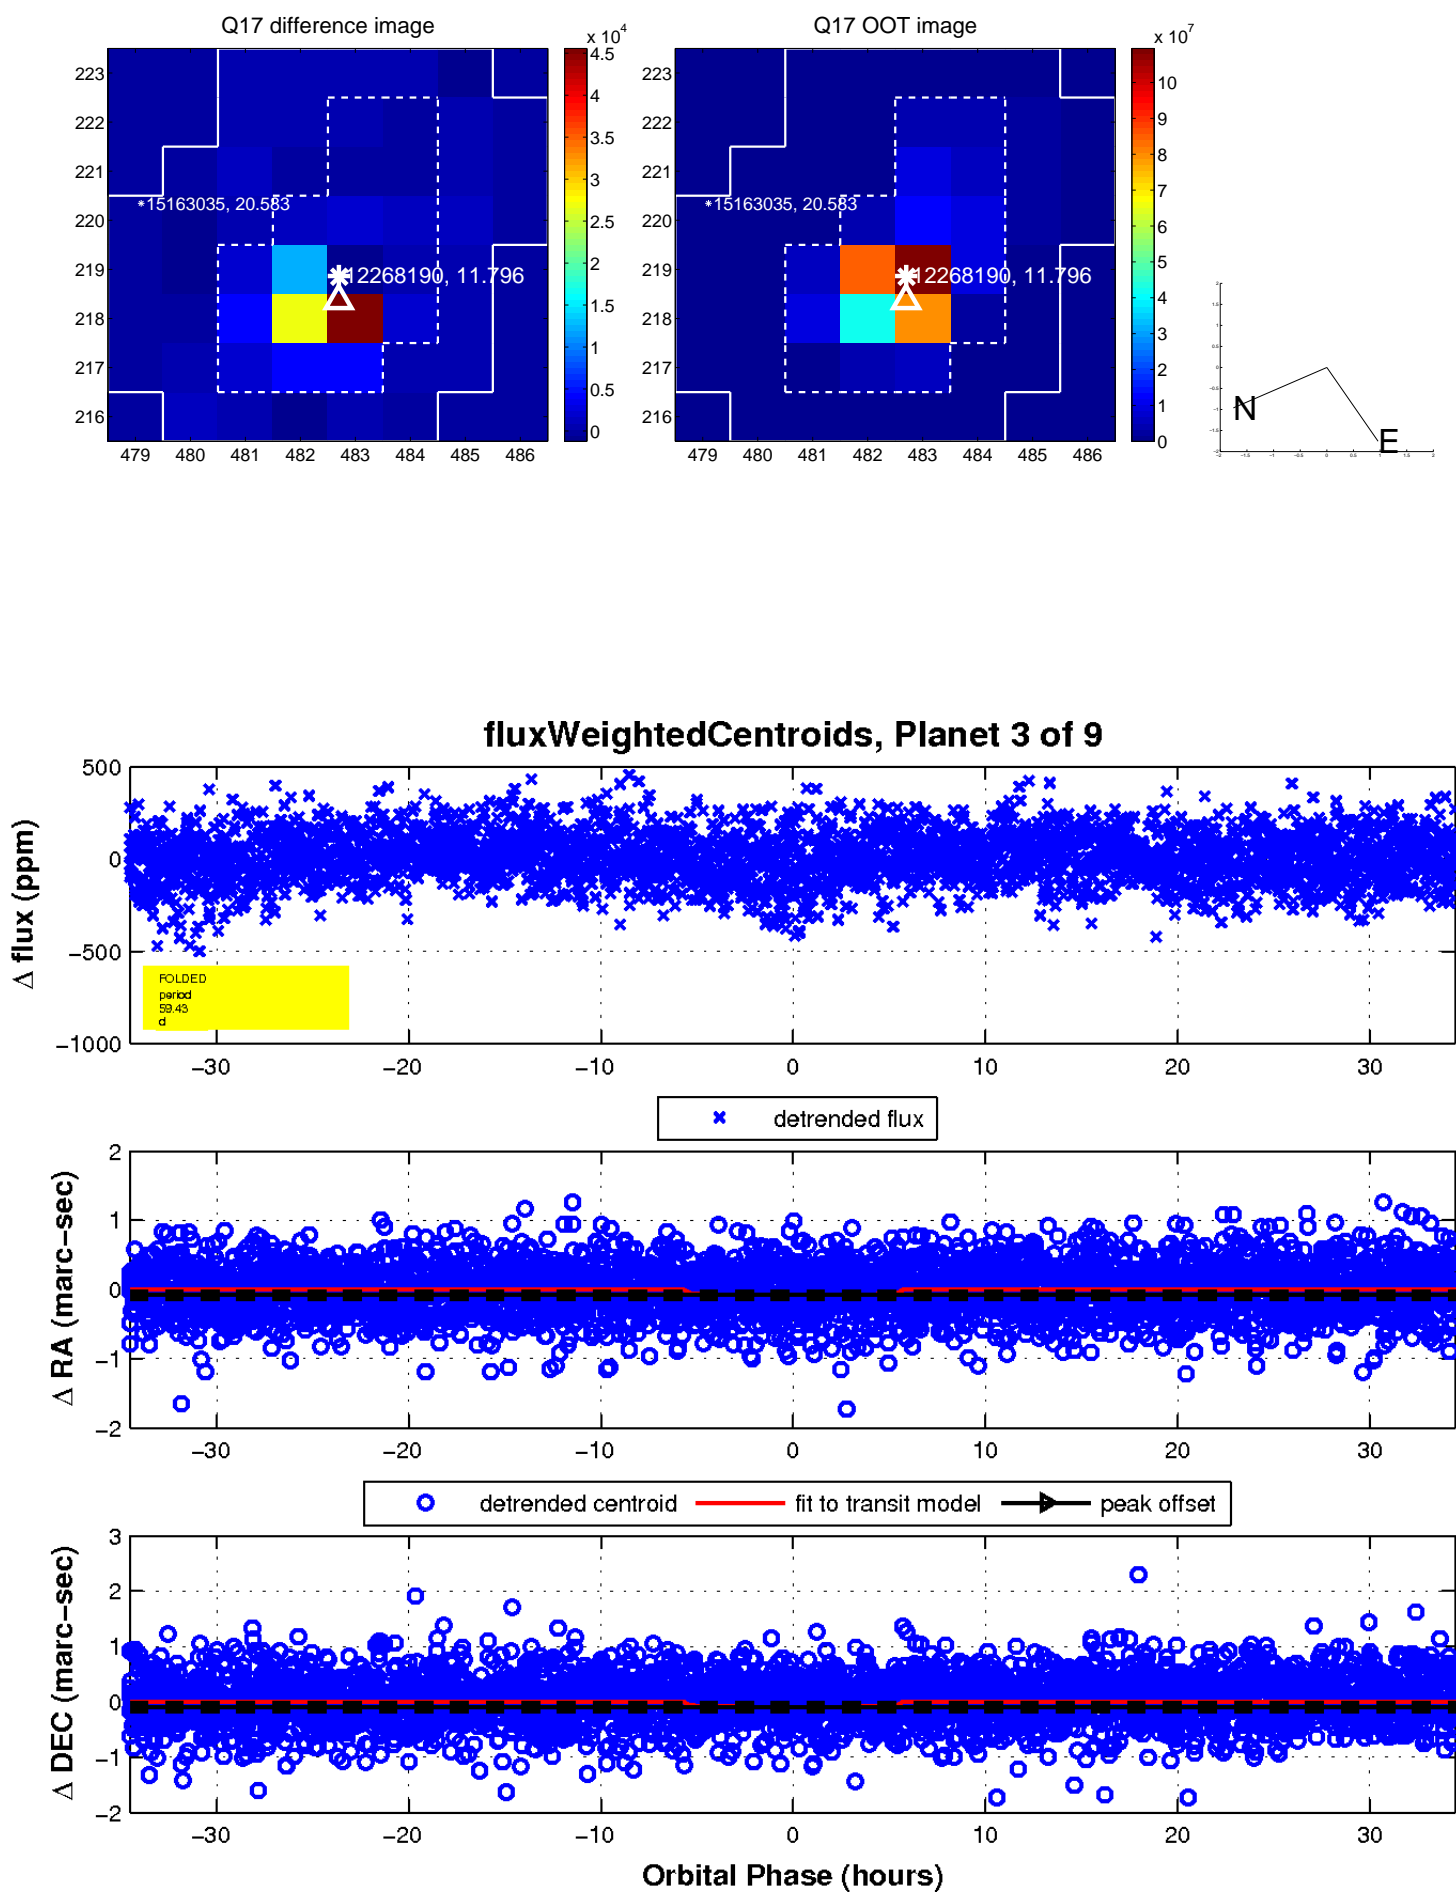 Q17 difference image
x 10^4
223
222
221
220
219
218
217
216
479 480 481 482 483 484 485 486
*15163035, 20.583
12268190, 11.796
4.5
4
3.5
3
2.5
2
1.5
1
0.5
0
Q17 OOT image
x 10^7
223
222
221
220
219
218
217
216
479 480 481 482 483 484 485 486
*15163035, 20.583
12268190, 11.796
10
9
8
7
6
5
4
3
2
1
0
N
E
fluxWeightedCentroids, Planet 3 of 9
Δ flux (ppm)
500
0
−500
−1000
FOLDED
period
59.43
d
−30 −20 −10 0 10 20 30
detrended flux
Δ RA (marc−sec)
2
1
0
−1
−2
−30 −20 −10 0 10 20 30
detrended centroid fit to transit model peak offset
Δ DEC (marc−sec)
3
2
1
0
−1
−2
−30 −20 −10 0 10 20 30
Orbital Phase (hours)